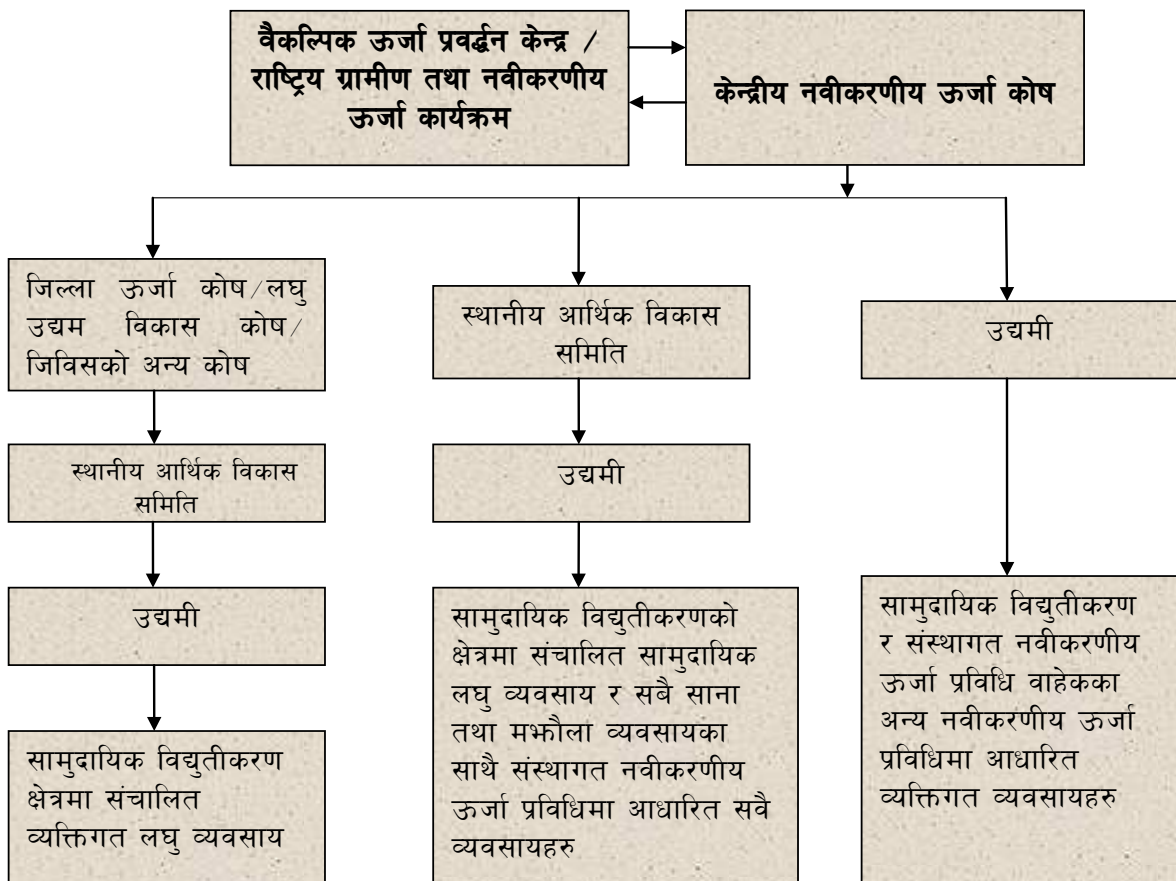 वैकल्पिक ऊर्जा प्रवर्द्धन केन्द्र /
राष्ट्रिय ग्रामीण तथा नवीकरणीय
ऊर्जा कार्यक्रम
केन्द्रीय नवीकरणीय ऊर्जा कोष
जिल्ला ऊर्जा कोष/लघु
उद्यम विकास कोष/
जिविसको अन्य कोष
स्थानीय आर्थिक विकास
समिति
उद्यमी
सामुदायिक विद्युतीकरण
क्षेत्रमा संचालित
व्यक्तिगत लघु व्यवसाय
स्थानीय आर्थिक विकास
समिति
उद्यमी
सामुदायिक विद्युतीकरणको
क्षेत्रमा संचालित सामुदायिक
लघु व्यवसाय र सबै साना
तथा मझौला व्यवसायका
साथै संस्थागत नवीकरणीय
ऊर्जा प्रविधिमा आधारित सवै
व्यवसायहरु
उद्यमी
सामुदायिक विद्युतीकरण
र संस्थागत नवीकरणीय
ऊर्जा प्रविधि वाहेकका
अन्य नवीकरणीय ऊर्जा
प्रविधिमा आधारित
व्यक्तिगत व्यवसायहरु